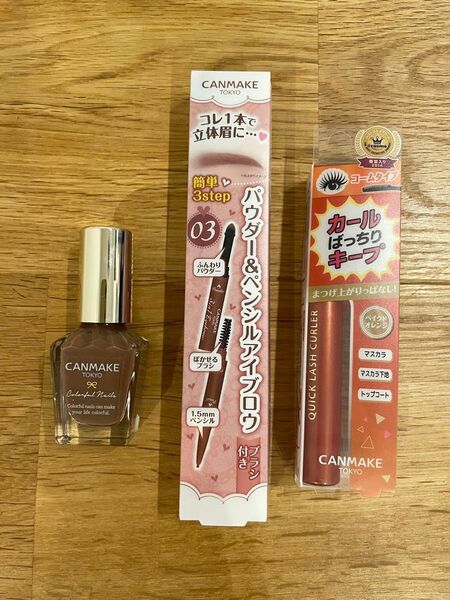 CANMAKE
TOKYO
Colorful Nails
Colorful nails can make
your life colorful.
CANMAKE
TOKYO
コレ1本で
立体眉に…
簡単
3step
03
パウダー&ペンシルアイブロウ
ふんわり
パウダー
ぼかせる
ブラシ
1.5mm
ペンシル
ブラシ
付き
コームタイプ
カール
ばっちり
キープ
まつげ上がりっぱなし!
QUICK LASH CURLER
ベイクド
オレンジ
マスカラ
マスカラ下地
トップコート
CANMAKE
TOKYO